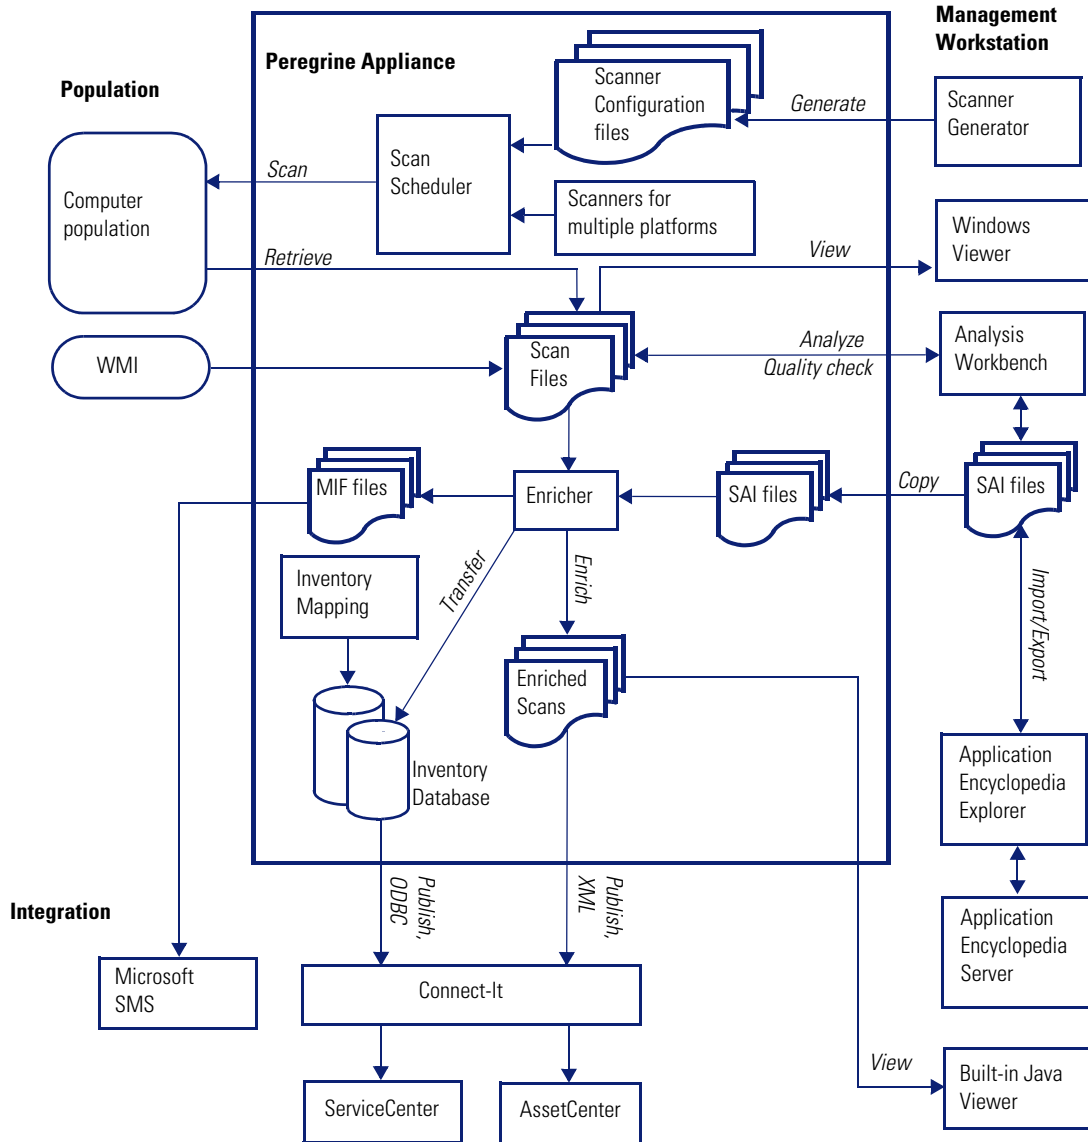 Management
Workstation
Peregrine Appliance
Population
Scanner
Configuration
files
Generate
Scanner
Generator
Scan
Scan
Scheduler
Computer
population
Scanners for
multiple platforms
Windows
Viewer
View
Retrieve
WMI
Scan
Files
Analyze
Quality check
Analysis
Workbench
MIF files
Enricher
SAI files
Copy
SAI files
Inventory
Mapping
Transfer
Enrich
Import/Export
Enriched
Scans
Inventory
Database
Application
Encyclopedia
Explorer
Publish,
ODBC
Publish,
XML
Integration
Application
Encyclopedia
Server
Microsoft
SMS
Connect-It
View
Built-in Java
Viewer
ServiceCenter
AssetCenter